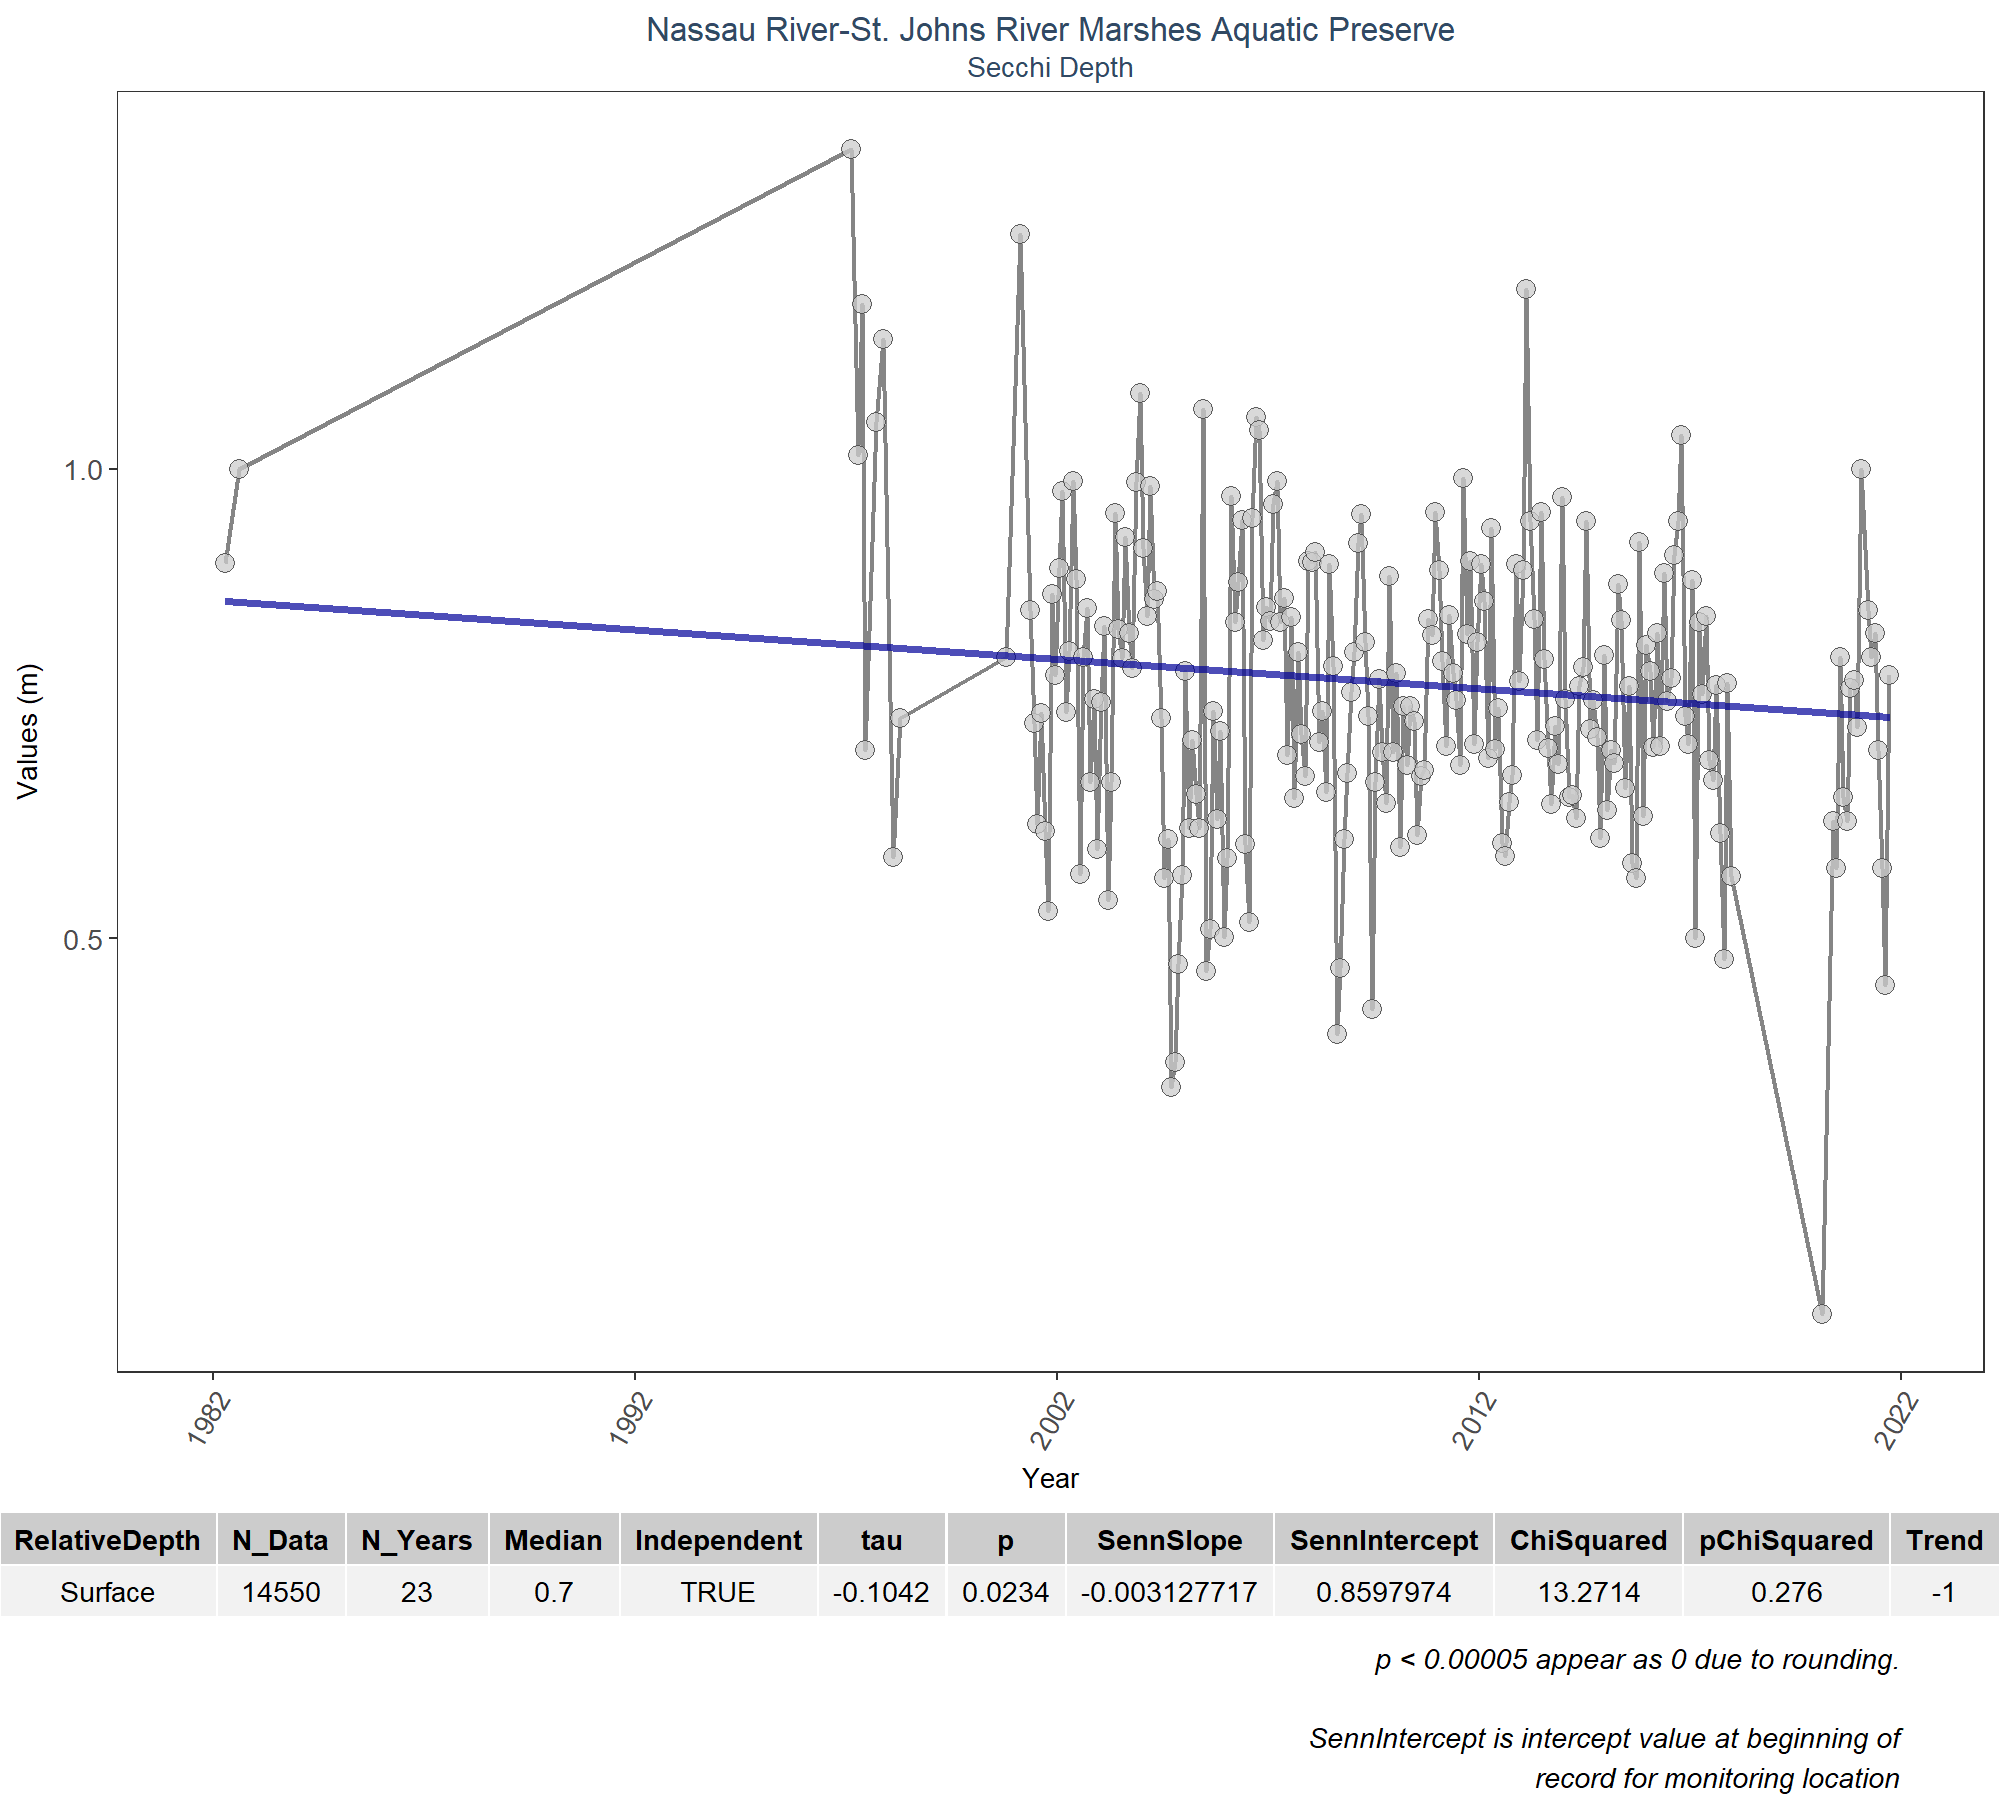 Nassau River-St. Johns River Marshes Aquatic Preserve
Secchi Depth
Values (m)
1.0
0.5
1982
1992
2002
2012
2022
Year
RelativeDepth N_Data N_Years Median Independent tau p SennSlope SennIntercept ChiSquared pChiSquared Trend
Surface 14550 23 0.7 TRUE -0.1042 0.0234 -0.003127717 0.8597974 13.2714 0.276 -1
p < 0.00005 appear as 0 due to rounding.
SennIntercept is intercept value at beginning of
record for monitoring location